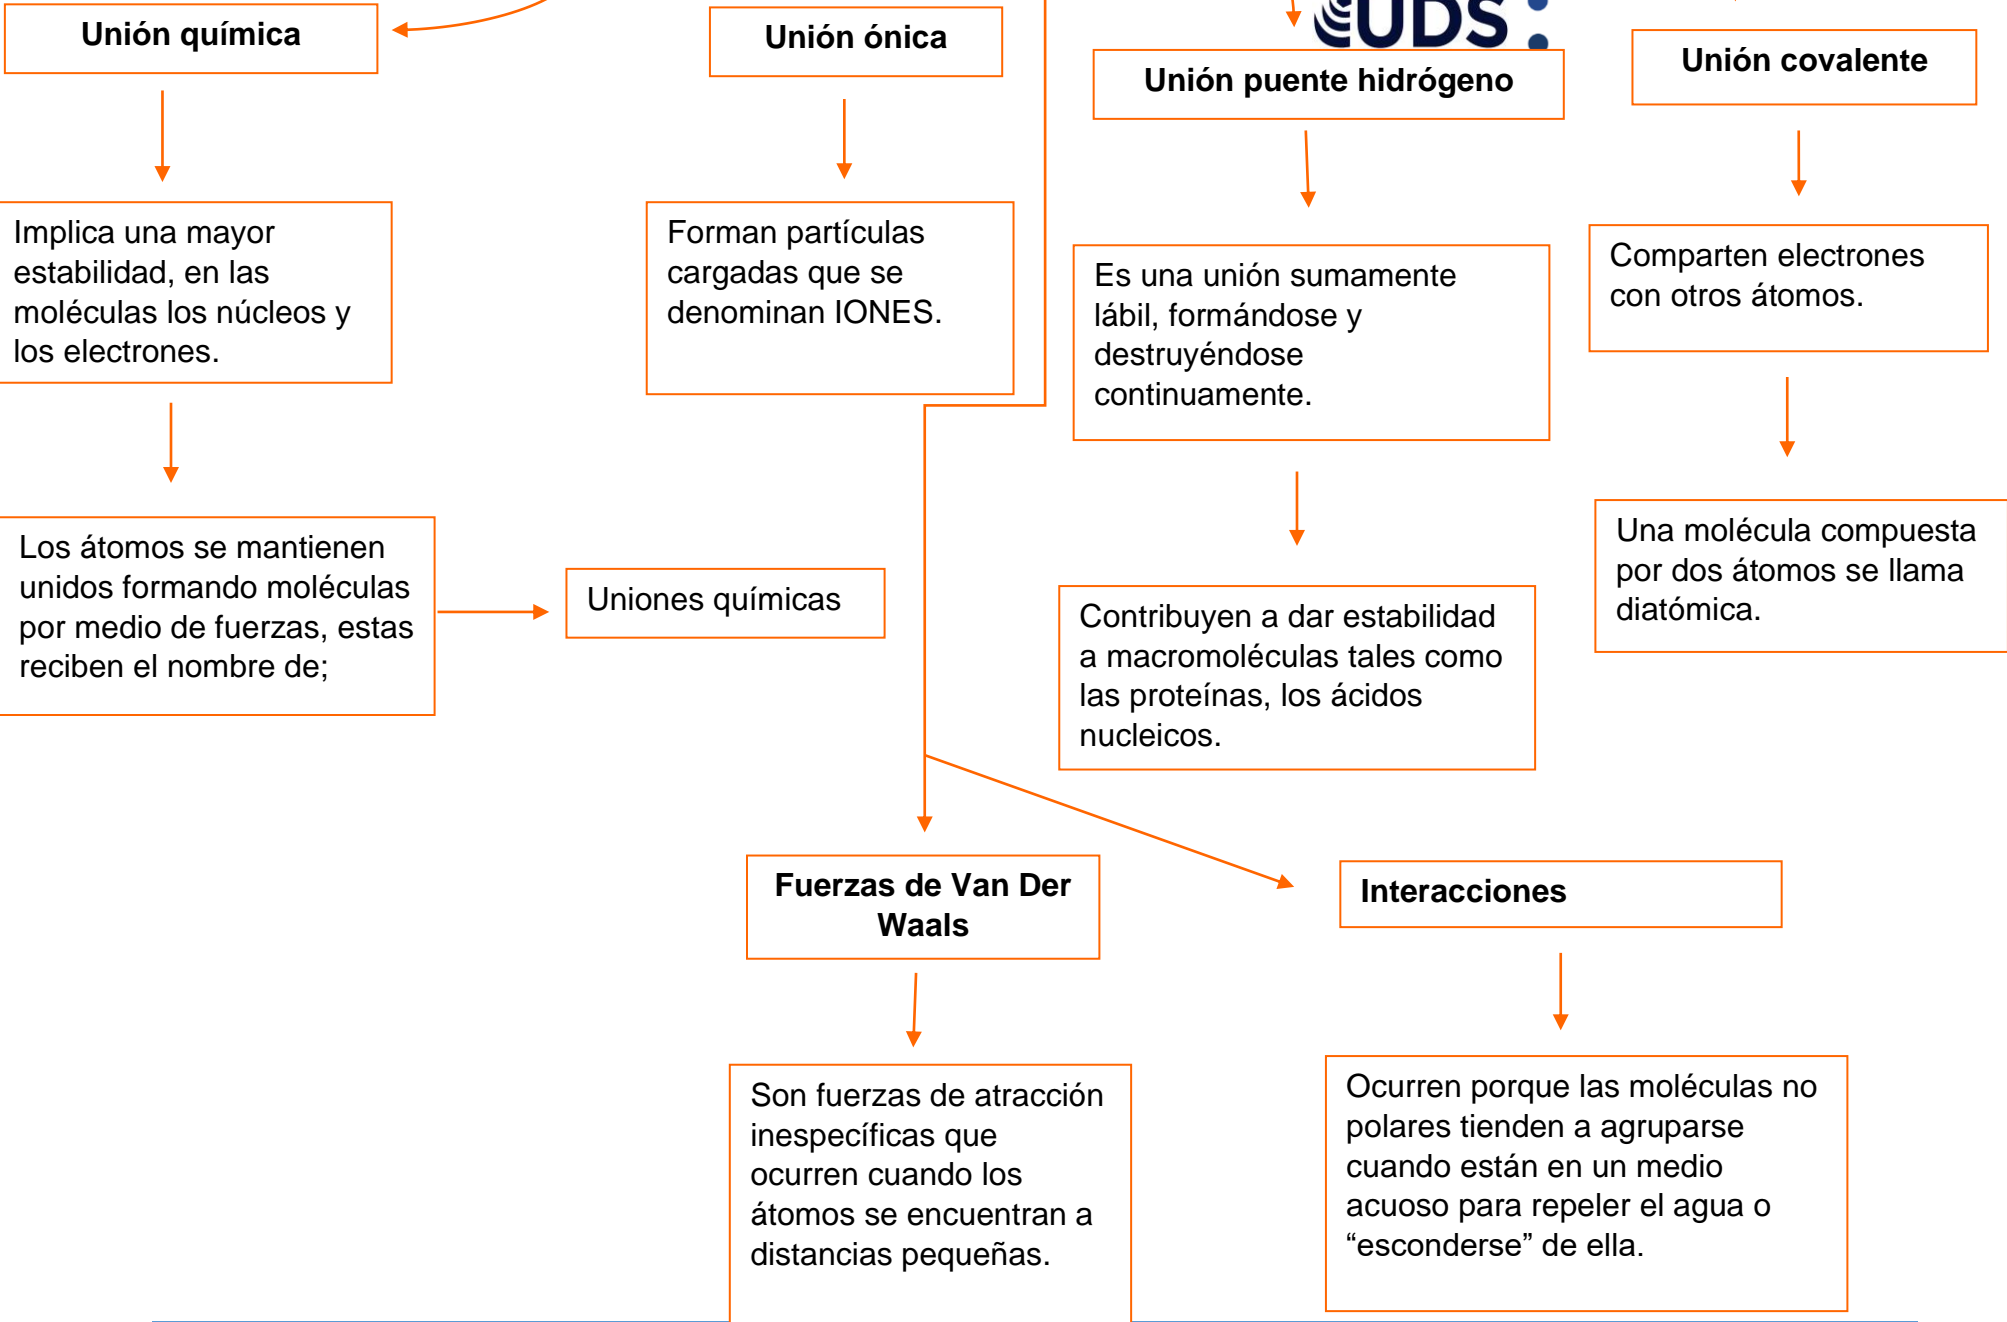 UDS
Unión química
Unión ónica
Unión puente hidrógeno
Unión covalente
Implica una mayor
estabilidad, en las
moléculas los núcleos y
los electrones.
Forman partículas
cargadas que se
denominan IONES.
Es una unión sumamente
lábil, formándose y
destruyéndose
continuamente.
Comparten electrones
con otros átomos.
Los átomos se mantienen
unidos formando moléculas
por medio de fuerzas, estas
reciben el nombre de;
Uniones químicas
Contribuyen a dar estabilidad
a macromoléculas tales como
las proteínas, los ácidos
nucleicos.
Una molécula compuesta
por dos átomos se llama
diatómica.
Fuerzas de Van Der
Waals
Interacciones
Son fuerzas de atracción
inespecíficas que
ocurren cuando los
átomos se encuentran a
distancias pequeñas.
Ocurren porque las moléculas no
polares tienden a agruparse
cuando están en un medio
acuoso para repeler el agua o
“esconderse” de ella.